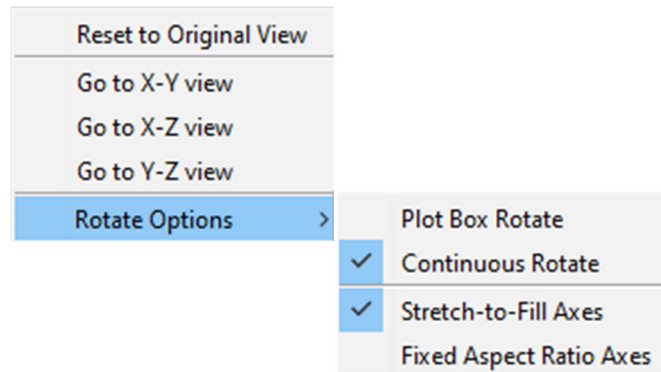 Reset to Original View
Go to X-Y view
Go to X-Z view
Go to Y-Z view
Rotate Options
Plot Box Rotate
Continuous Rotate
Stretch-to-Fill Axes
Fixed Aspect Ratio Axes